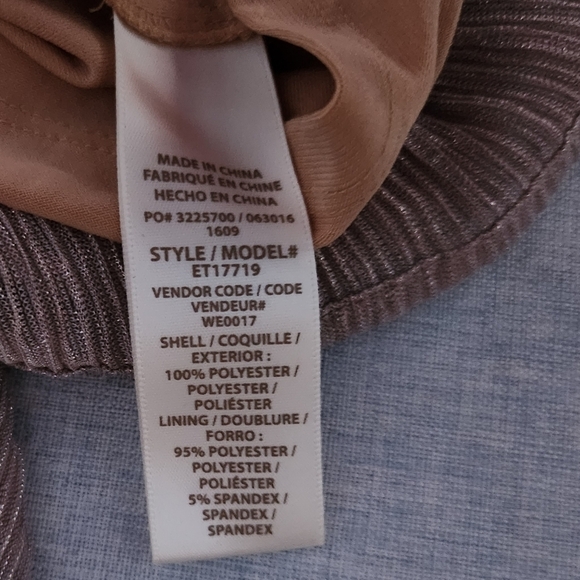 MADE IN CHINA
FABRIQUÉ EN CHINE
HECHO EN CHINA
PO# 3225700 / 063016
1609
STYLE / MODEL#
ET17719
VENDOR CODE / CODE
VENDEUR#
WE0017
SHELL / COQUILLE /
EXTERIOR :
100% POLYESTER /
POLYESTER /
POLIÉSTER
LINING / DOUBLURE /
FORRO :
95% POLYESTER /
POLYESTER /
POLIÉSTER
5% SPANDEX /
SPANDEX /
SPANDEX